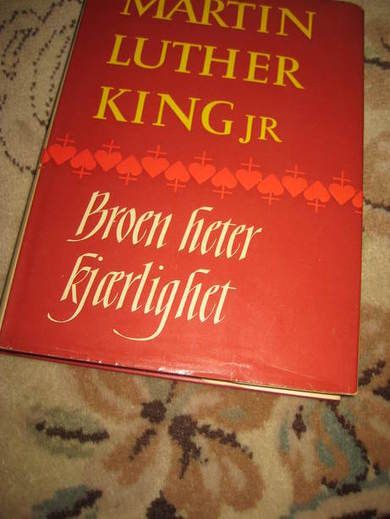 MARTIN
LUTHER
KING JR
Broen heter
kjærlighet